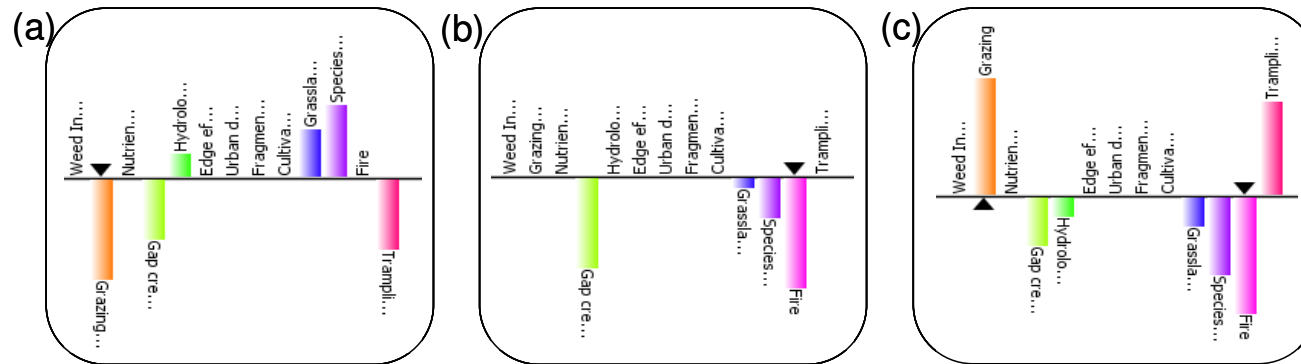 (a)
Weed In...
Grazing...
Nutrien...
Gap cre...
Hydrolo...
Edge ef...
Urban d...
Fragmen...
Cultiva...
Grassla...
Species...
Fire
Trampli...
(b)
Weed In...
Grazing...
Nutrien...
Gap cre...
Hydrolo...
Edge ef...
Urban d...
Fragmen...
Cultiva...
Grassla...
Species...
Fire
Trampli...
(c)
Weed In...
Grazing
Nutrien...
Gap cre...
Hydrolo...
Edge ef...
Urban d...
Fragmen...
Cultiva...
Grassla...
Species...
Fire
Trampli...